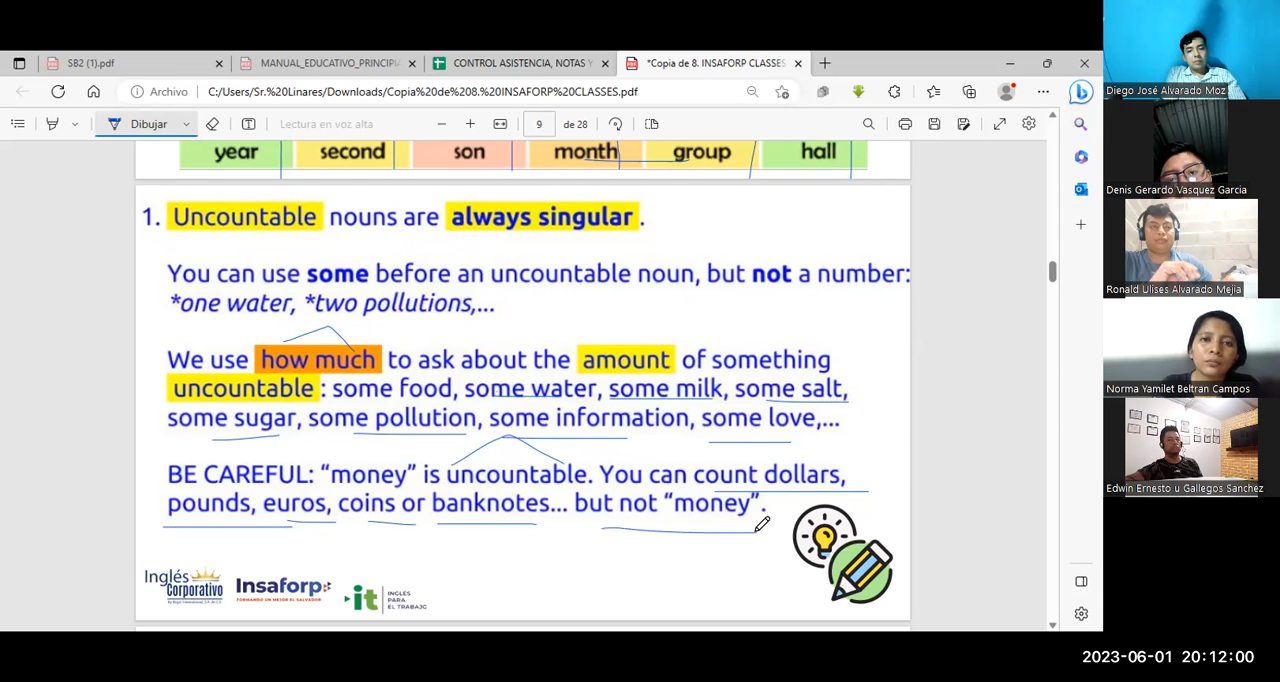 SB2 (1).pdf
MANUAL_EDUCATIVO_PRINCIPIA
CONTROL ASISTENCIA, NOTAS Y
*Copia de 8. INSAFORP CLASSES
Archivo
C:/Users/Sr.Linares/Downloads/Copia%20de%208.%20INSAFORP%20CLASSES.pdf
Dibujar
Lectura en voz alta
9
de 28
year second son month group hall
1. Uncountable nouns are always singular.
You can use some before an uncountable noun, but not a number:
*one water, *two pollutions,...
We use how much to ask about the amount of something
uncountable: some food, some water, some milk, some salt,
some sugar, some pollution, some information, some love,...
BE CAREFUL: “money” is uncountable. You can count dollars,
pounds, euros, coins or banknotes... but not “money”.
Inglés
Corporativo
Insaforp
FORMANDO UN MEJOR EL SALVADOR
it
INGLÉS
PARA
EL TRABAJO
Diego José Alvarado Moz
Denis Gerardo Vasquez Garcia
Ronald Ulises Alvarado Mejia
Norma Yamilet Beltran Campos
Edwin Ernesto u Gallegos Sanchez
2023-06-01 20:12:00